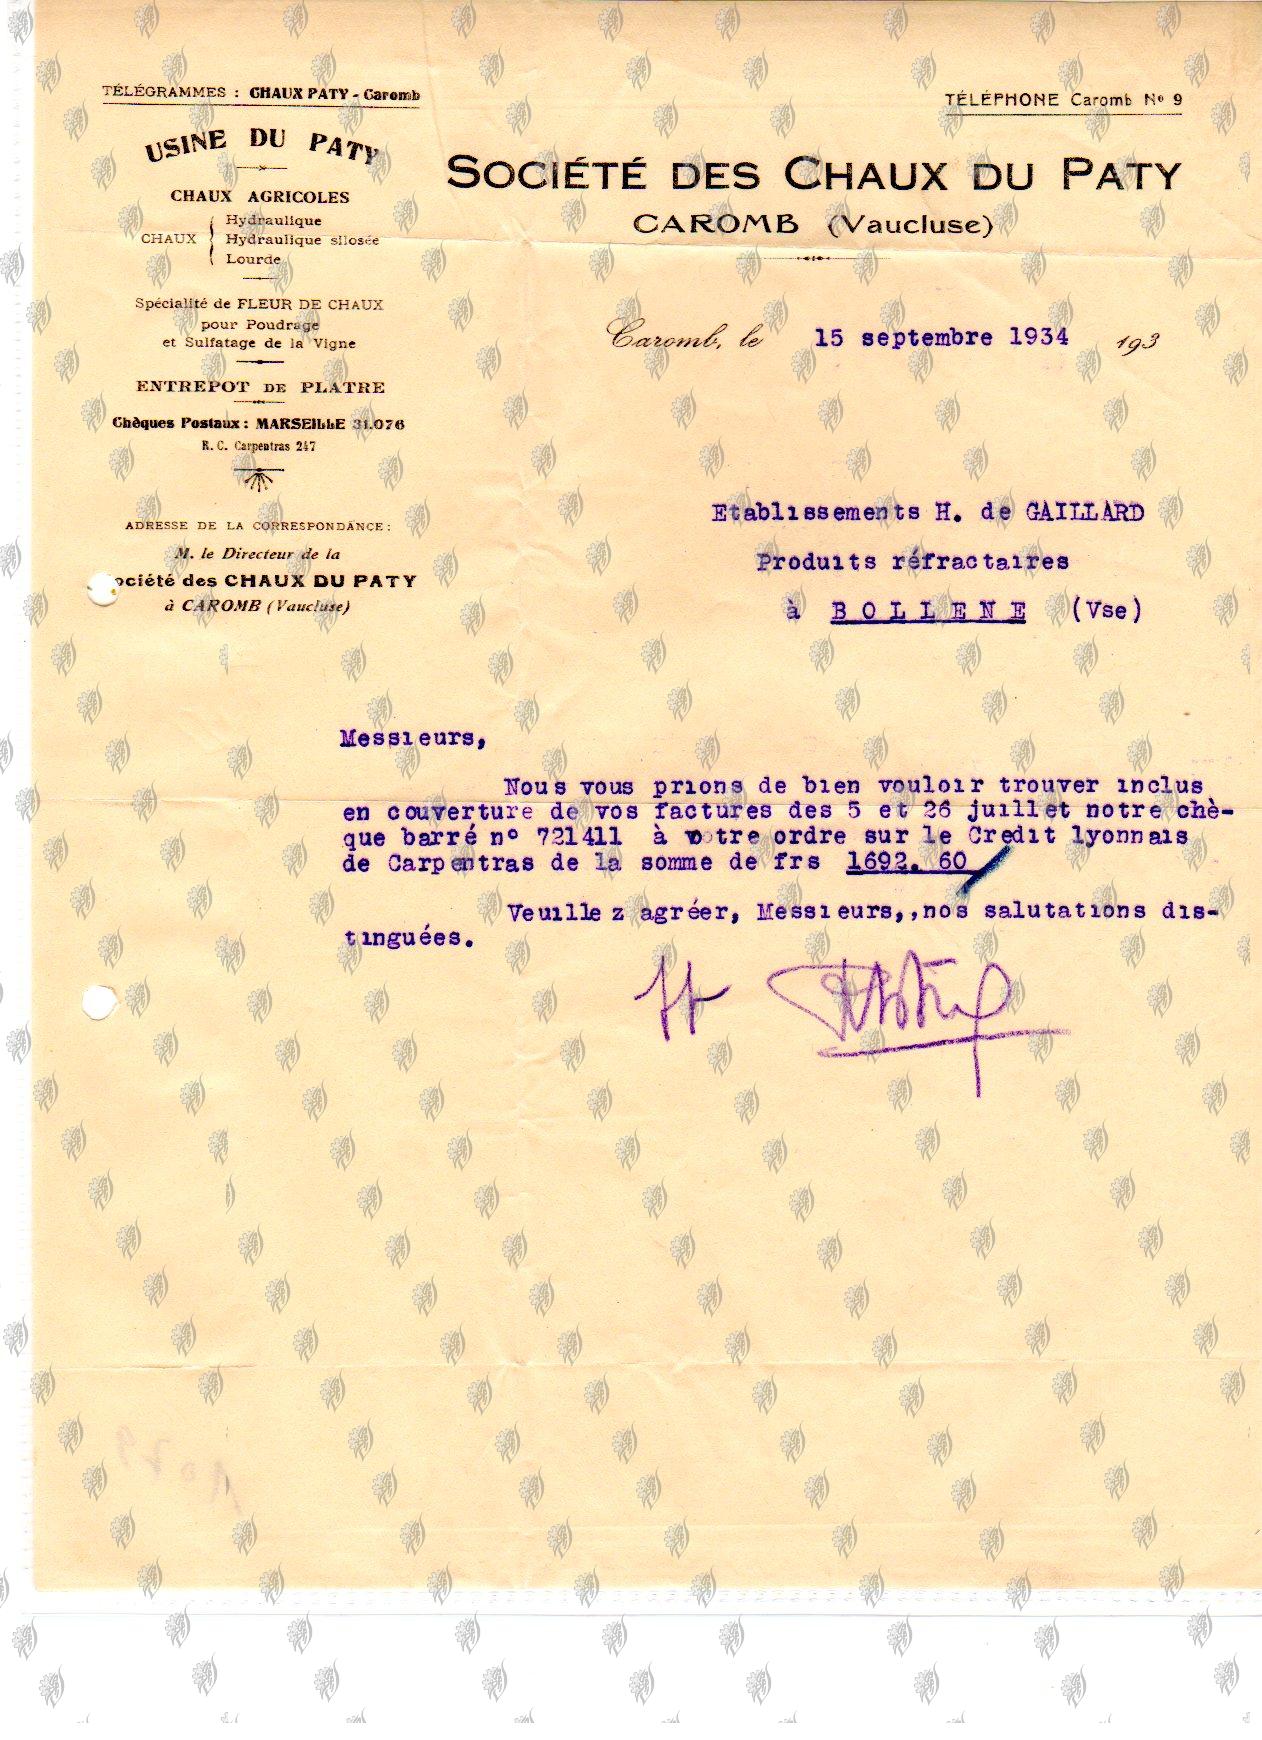 TÉLÉGRAMMES : CHAUX PATY - Caromb
TÉLÉPHONE Caromb No 9
USINE DU PATY
CHAUX AGRICOLES
CHAUX
Hydraulique
Hydraulique silosée
Lourde
Spécialité de FLEUR DE CHAUX
pour Poudrage
et Sulfatage de la Vigne
ENTREPOT DE PLATRE
Chèques Postaux : MARSEILLE 31.076
R. C. Carpentras 247
ADRESSE DE LA CORRESPONDANCE :
M. le Directeur de la
ociété des CHAUX DU PATY
à CAROMB (Vaucluse)
SOCIÉTÉ DES CHAUX DU PATY
CAROMB (Vaucluse)
Caromb, le 15 septembre 1934 193
Etablissements H. de GAILLARD
Produits réfractaires
à BOLLENE (Vse)
Messieurs,
Nous vous prions de bien vouloir trouver inclus
en couverture de vos factures des 5 et 26 juillet notre chè-
que barré n° 721411 à votre ordre sur le Credit lyonnais
de Carpentras de la somme de frs 1692. 60
Veuille z agréer, Messieurs,,nos salutations dis-
tinguées.